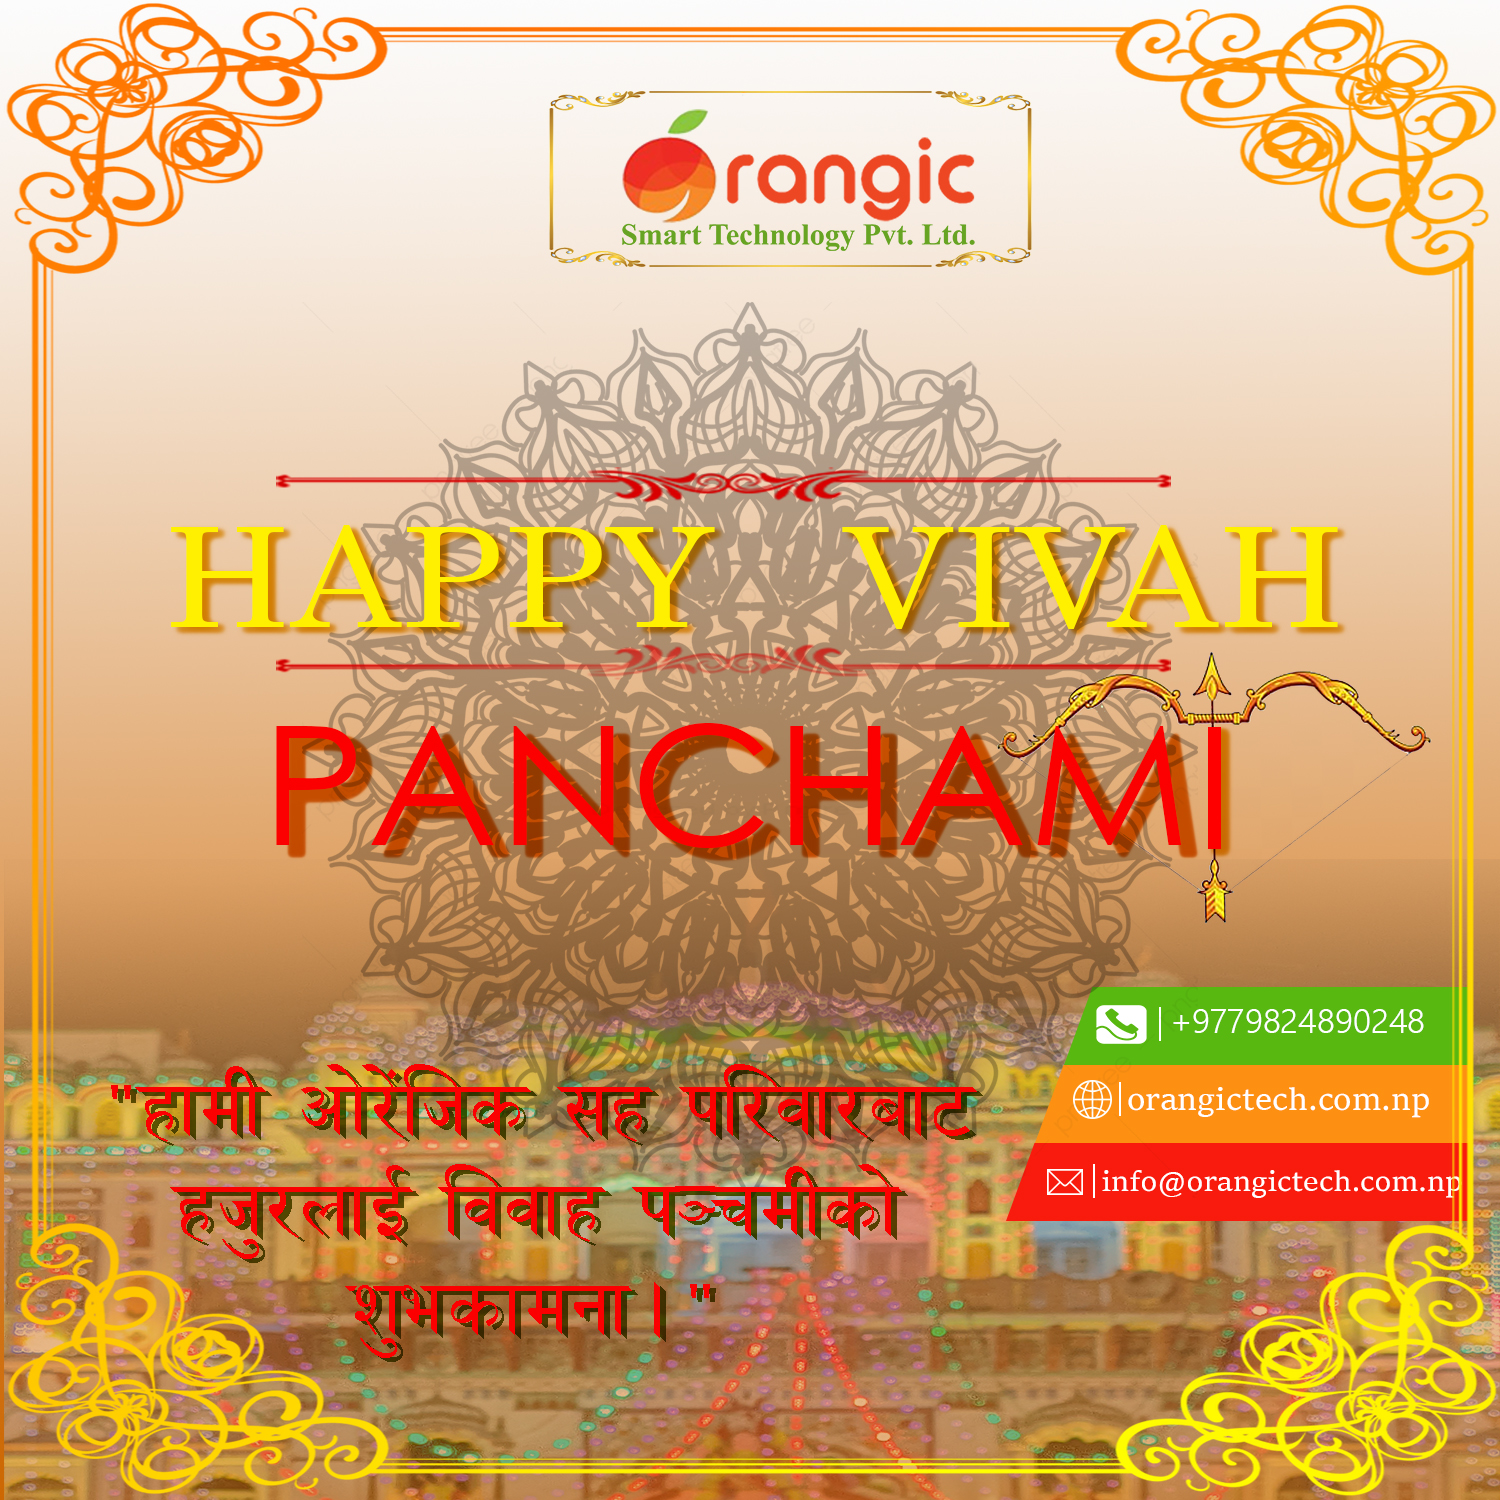 Orangic
Smart Technology Pvt. Ltd.
HAPPY VIVAH
PANCHAMI
+9779824890248
orangictech.com.np
info@orangictech.com.np
"हामी ओरेंजिक सह परिवारबाट
हजुरलाई विवाह पञ्चमीको
शुभकामना। "